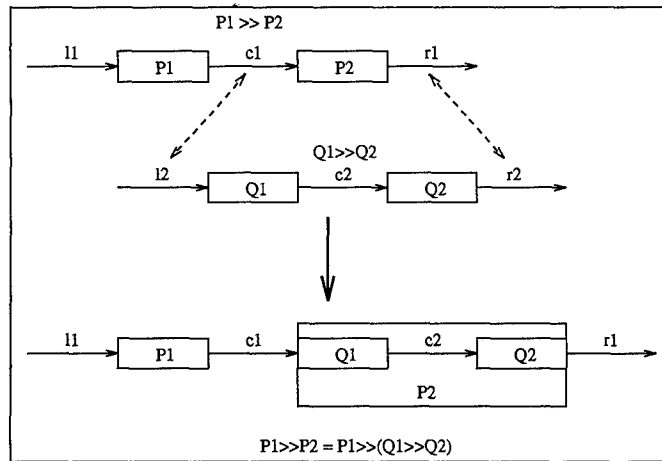 P1 >> P2
l1 P1 c1 P2 r1
Q1>>Q2
l2 Q1 c2 Q2 r2
l1 P1 c1 Q1 c2 Q2 r1
P2
P1>>P2 = P1>>(Q1>>Q2)